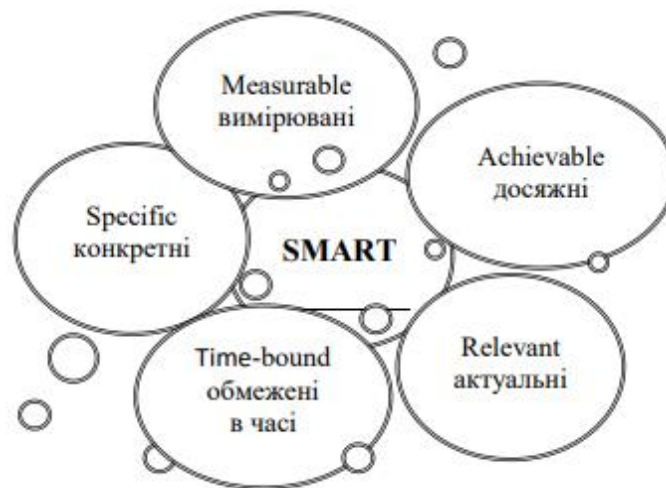 Measurable
вимірювані
Achievable
досяжні
Specific
конкретні
SMART
Time-bound
обмежені
в часі
Relevant
актуальні